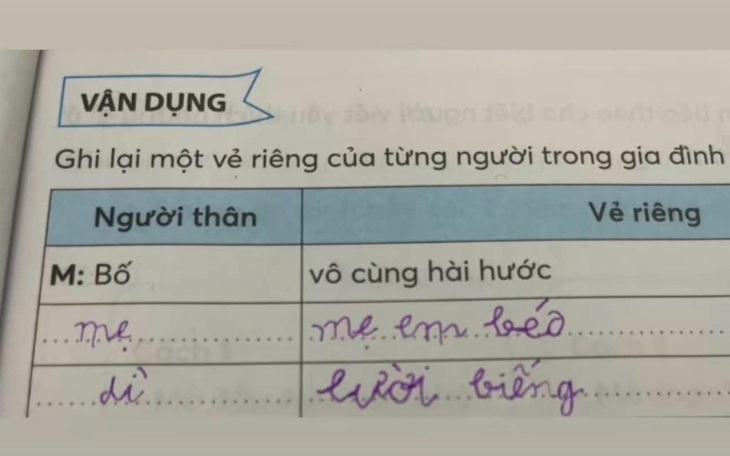 VẬN DỤNG
Ghi lại một vẻ riêng của từng người trong gia đình
Người thân Vẻ riêng
M: Bố vô cùng hài hước
mẹ mẹ em béo
dì lười biếng